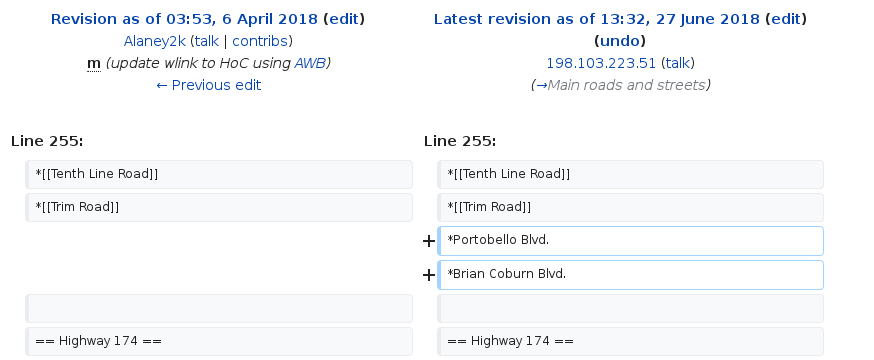 Revision as of 03:53, 6 April 2018 (edit)
Alaney2k (talk | contribs)
m (update wlink to HoC using AWB)
← Previous edit
Latest revision as of 13:32, 27 June 2018 (edit)
(undo)
198.103.223.51 (talk)
(→Main roads and streets)
Line 255:
Line 255:
*[[Tenth Line Road]]
*[[Tenth Line Road]]
*[[Trim Road]]
*[[Trim Road]]
+ *Portobello Blvd.
+ *Brian Coburn Blvd.
== Highway 174 ==
== Highway 174 ==